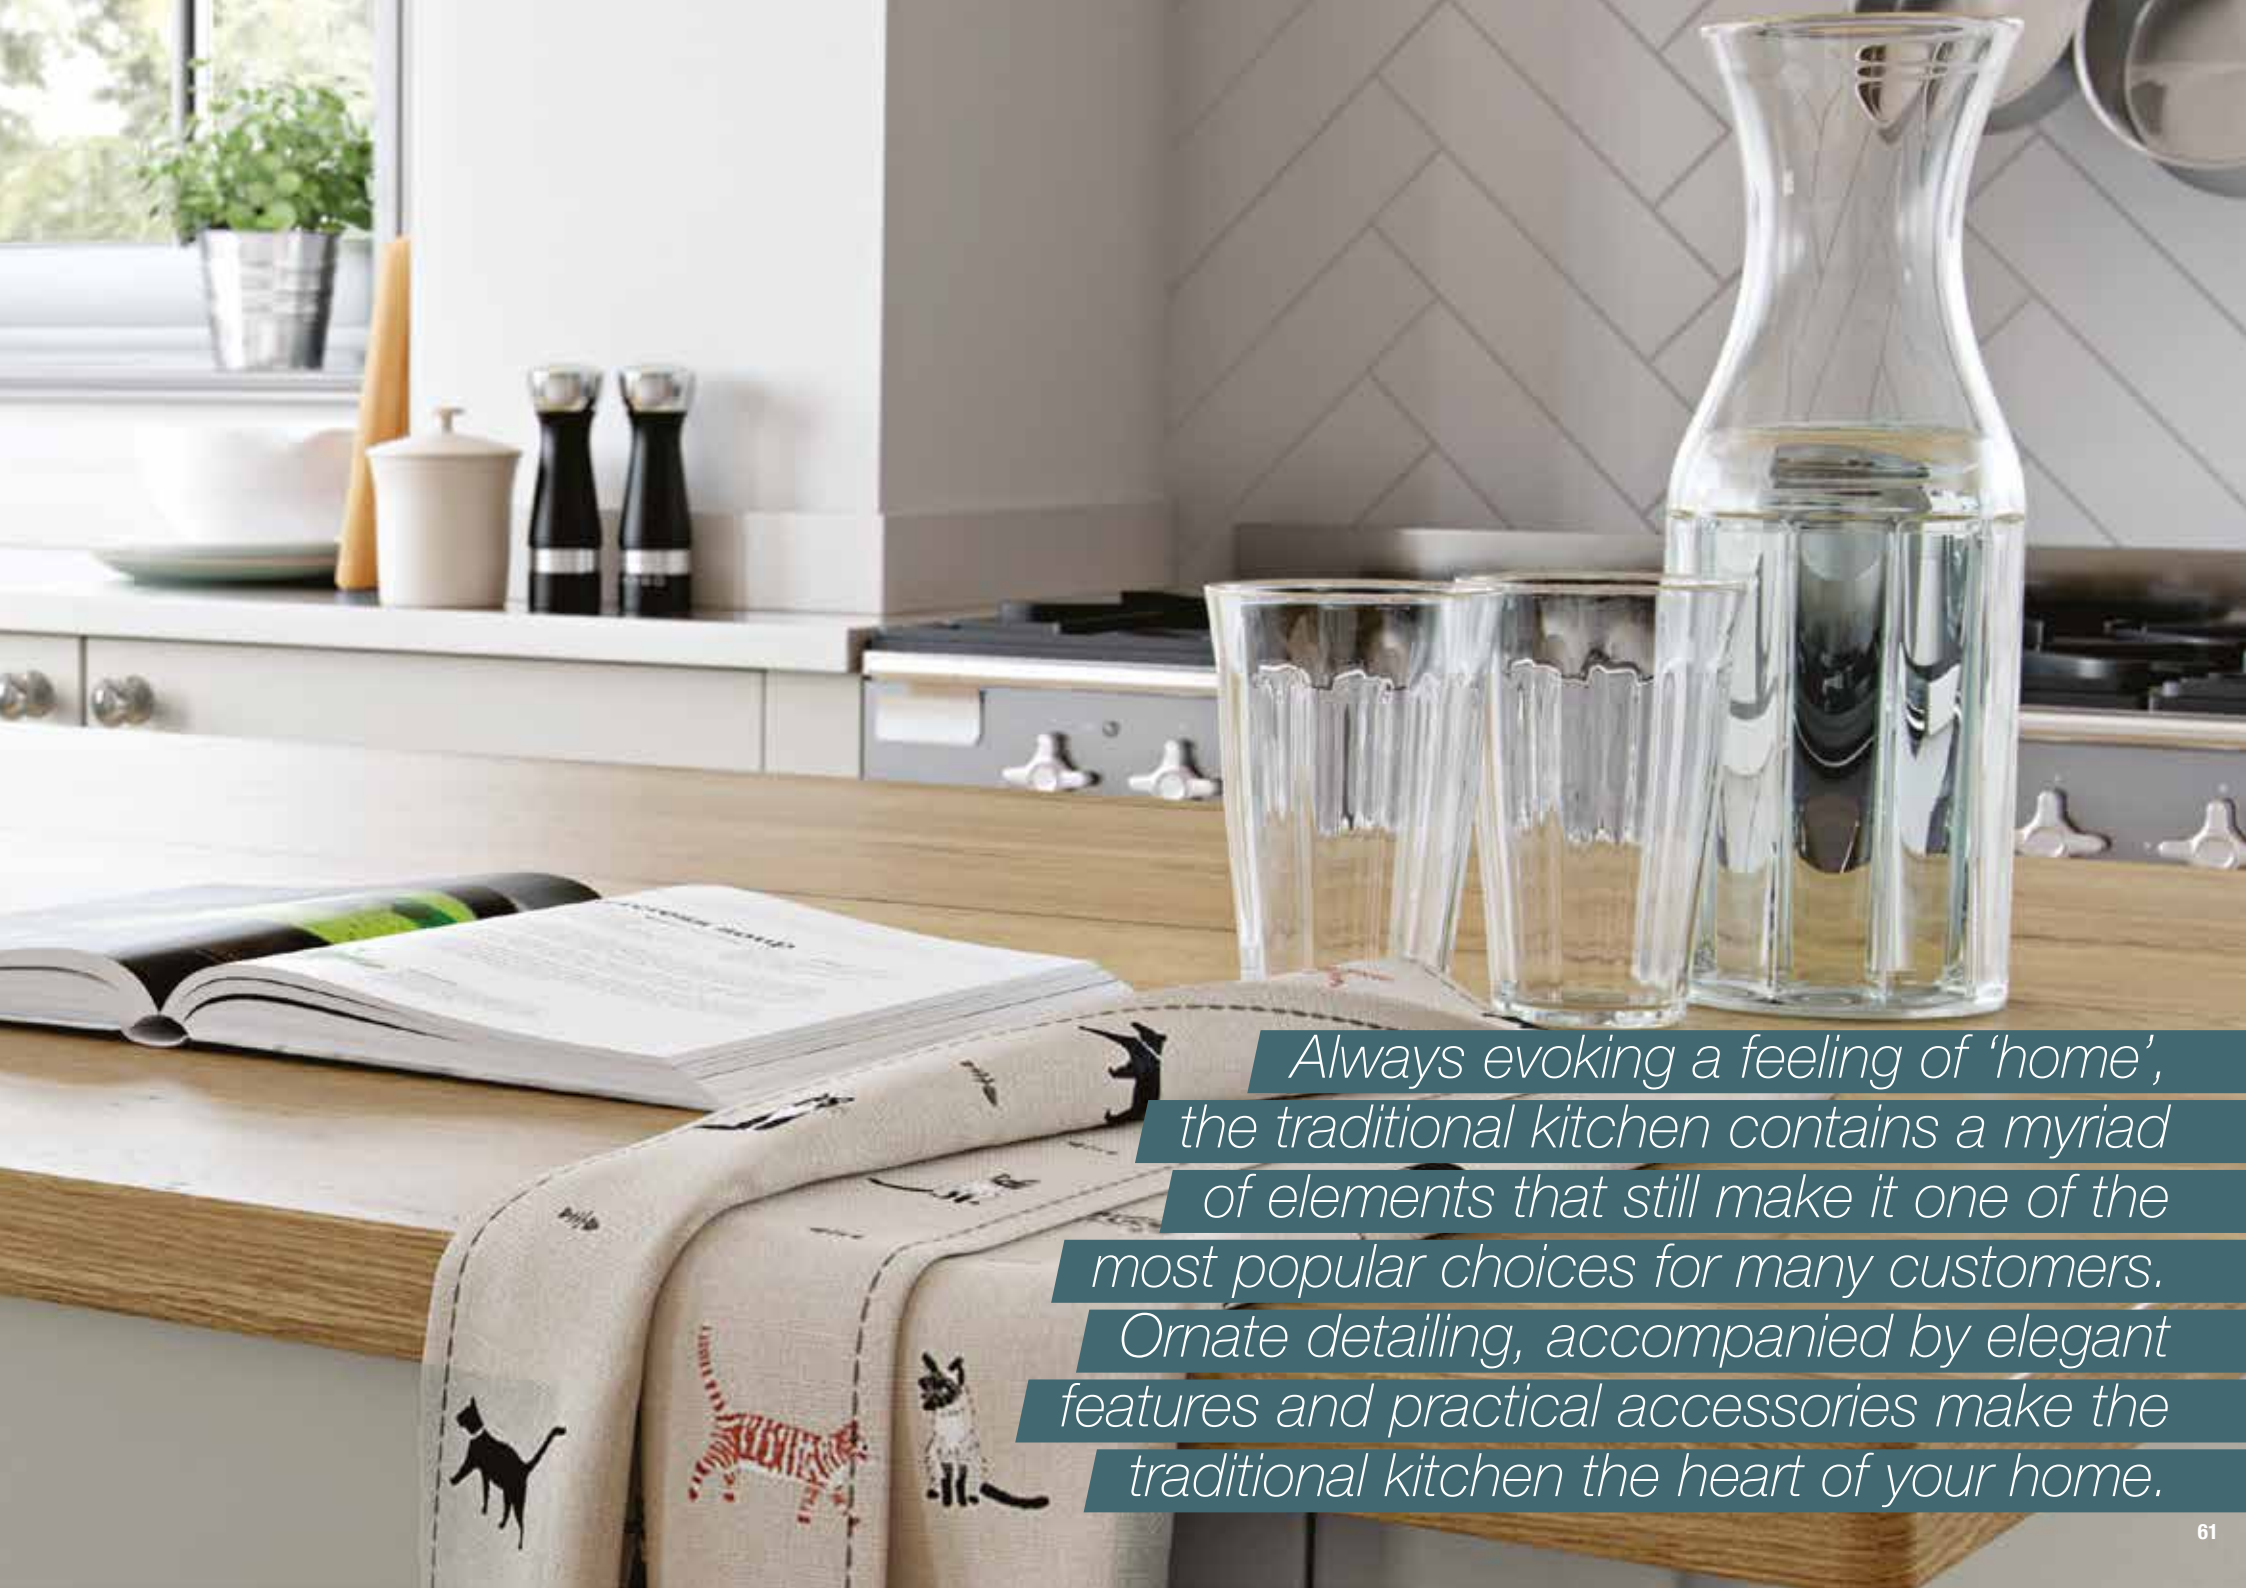 Always evoking a feeling of ‘home’,
the traditional kitchen contains a myriad
of elements that still make it one of the
most popular choices for many customers.
Ornate detailing, accompanied by elegant
features and practical accessories make the
traditional kitchen the heart of your home.
61